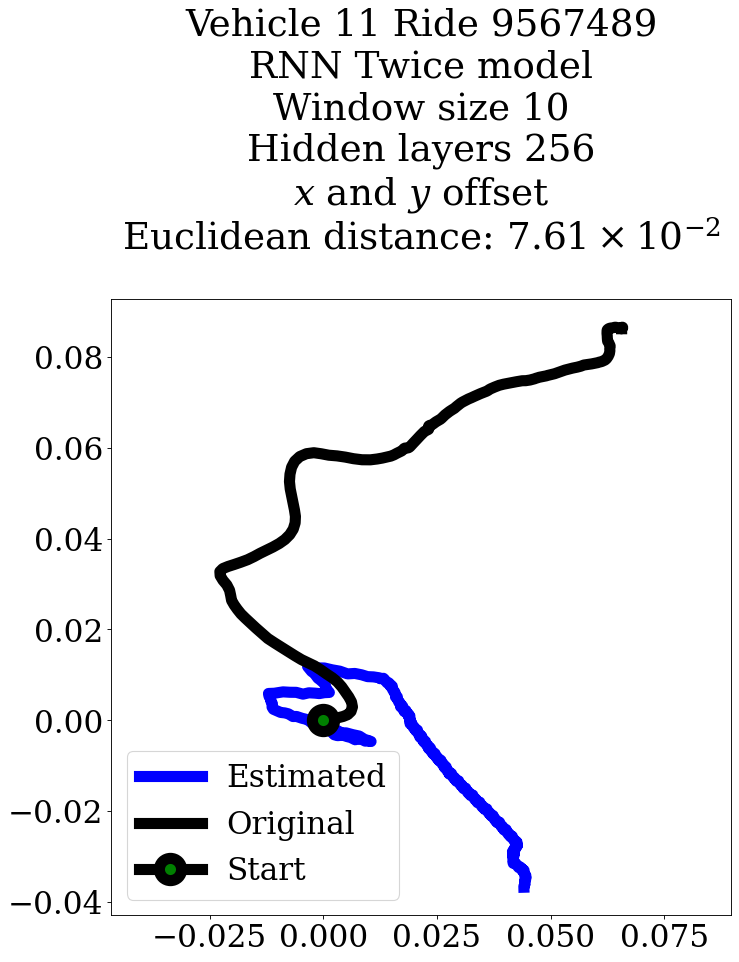 Vehicle 11 Ride 9567489
RNN Twice model
Window size 10
Hidden layers 256
x and y offset
Euclidean distance: 7.61 × 10⁻²
0.08
0.06
0.04
0.02
0.00
−0.02
−0.04
Estimated
Original
Start
−0.025 0.000 0.025 0.050 0.075